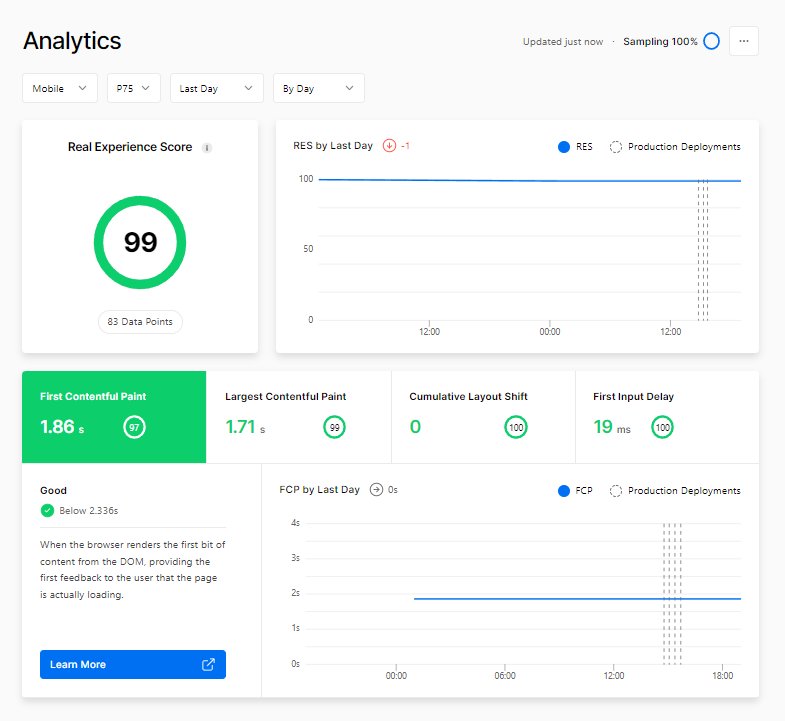 Analytics
Updated just now · Sampling 100%
Mobile
P75
Last Day
By Day
Real Experience Score
99
83 Data Points
RES by Last Day -1
RES
Production Deployments
100
50
0
12:00
00:00
12:00
First Contentful Paint
1.86 s
97
Largest Contentful Paint
1.71 s
99
Cumulative Layout Shift
0
100
First Input Delay
19 ms
100
Good
Below 2.336s
When the browser renders the first bit of
content from the DOM, providing the
first feedback to the user that the page
is actually loading.
Learn More
FCP by Last Day 0s
FCP
Production Deployments
4s
3s
2s
1s
0s
00:00
06:00
12:00
18:00